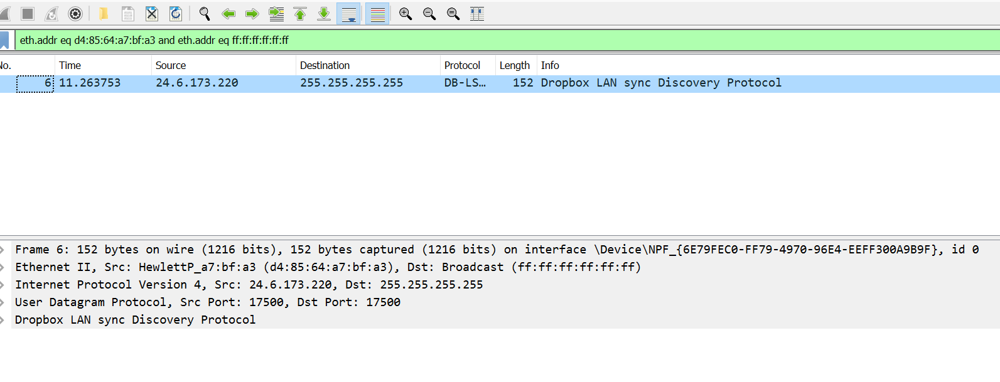 eth.addr eq d4:85:64:a7:bf:a3 and eth.addr eq ff:ff:ff:ff:ff:ff
No. Time Source Destination Protocol Length Info
6 11.263753 24.6.173.220 255.255.255.255 DB-LS… 152 Dropbox LAN sync Discovery Protocol
Frame 6: 152 bytes on wire (1216 bits), 152 bytes captured (1216 bits) on interface \Device\NPF_{6E79FEC0-FF79-4970-96E4-EEFF300A9B9F}, id 0
Ethernet II, Src: HewlettP_a7:bf:a3 (d4:85:64:a7:bf:a3), Dst: Broadcast (ff:ff:ff:ff:ff:ff)
Internet Protocol Version 4, Src: 24.6.173.220, Dst: 255.255.255.255
User Datagram Protocol, Src Port: 17500, Dst Port: 17500
Dropbox LAN sync Discovery Protocol